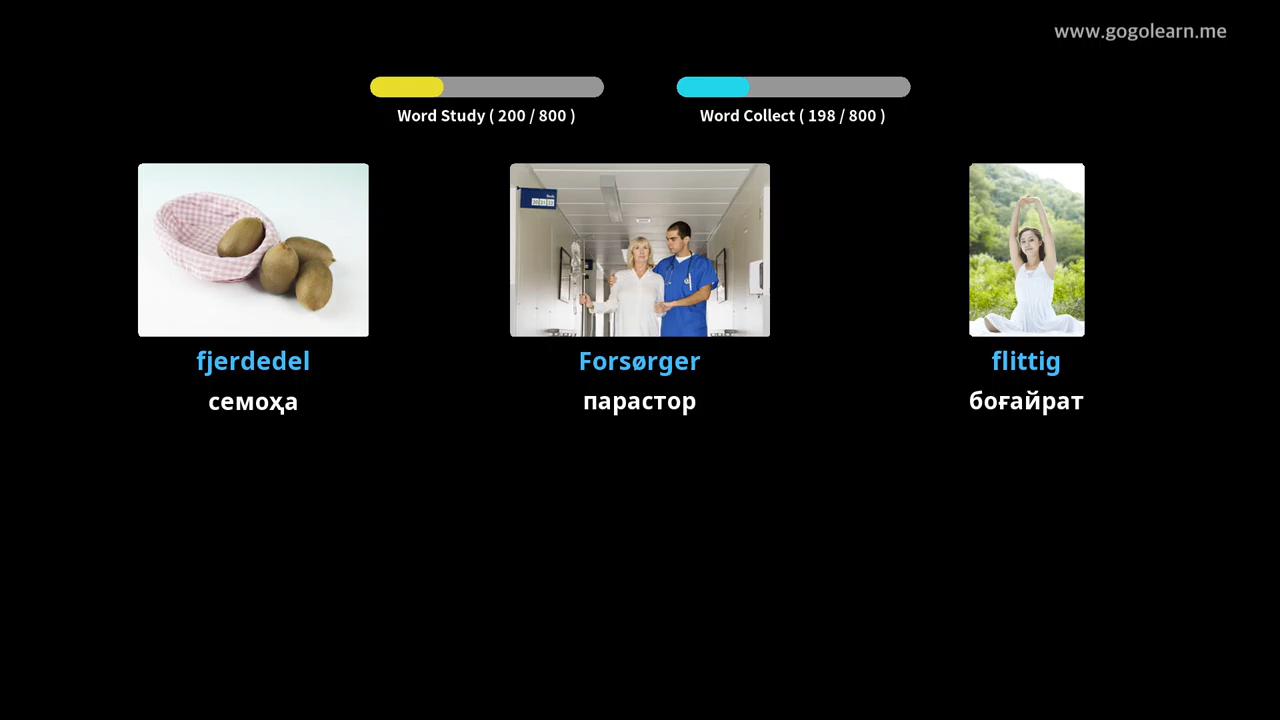 www.gogolearn.me
Word Study ( 200 / 800 )
Word Collect ( 198 / 800 )
fjerdedel
Forsørger
flittig
семоҳа
парастор
боғайрат